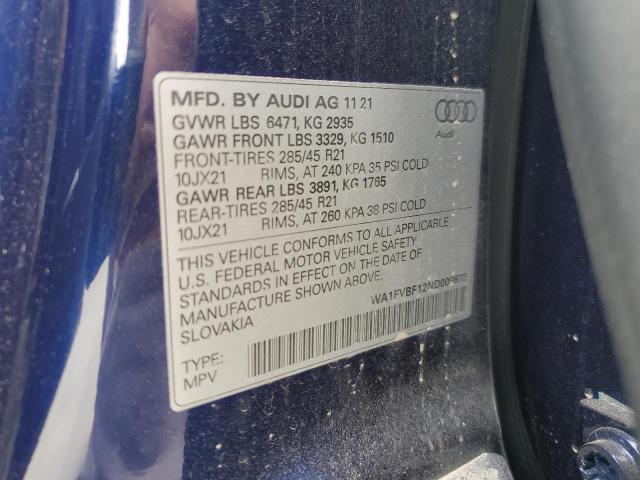 MFD. BY AUDI AG 11 21
GVWR LBS 6471, KG 2935
GAWR FRONT LBS 3329, KG 1510
FRONT-TIRES 285/45 R21
10JX21 RIMS, AT 240 KPA 35 PSI COLD
GAWR REAR LBS 3891, KG 1765
REAR-TIRES 285/45 R21
10JX21 RIMS, AT 260 KPA 38 PSI COLD
Audi
THIS VEHICLE CONFORMS TO ALL APPLICABLE
U.S. FEDERAL MOTOR VEHICLE SAFETY
STANDARDS IN EFFECT ON THE DATE OF
MANUFACTURE SHOWN ABOVE.
SLOVAKIA
WA1FVBF12ND009672
TYPE:
MPV